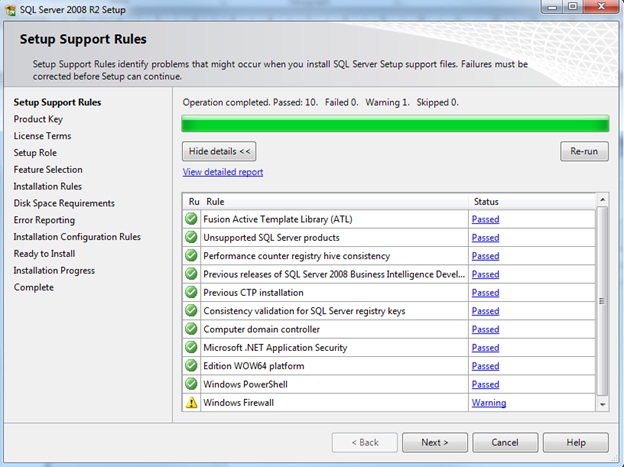 SQL Server 2008 R2 Setup
Setup Support Rules
Setup Support Rules identify problems that might occur when you install SQL Server Setup support files. Failures must be
corrected before Setup can continue.
Setup Support Rules
Product Key
License Terms
Setup Role
Feature Selection
Installation Rules
Disk Space Requirements
Error Reporting
Installation Configuration Rules
Ready to Install
Installation Progress
Complete
Operation completed. Passed: 10. Failed 0. Warning 1. Skipped 0.
Hide details <<
Re-run
View detailed report
Ru Rule Status
Fusion Active Template Library (ATL) Passed
Unsupported SQL Server products Passed
Performance counter registry hive consistency Passed
Previous releases of SQL Server 2008 Business Intelligence Devel... Passed
Previous CTP installation Passed
Consistency validation for SQL Server registry keys Passed
Computer domain controller Passed
Microsoft .NET Application Security Passed
Edition WOW64 platform Passed
Windows PowerShell Passed
Windows Firewall Warning
< Back Next > Cancel Help